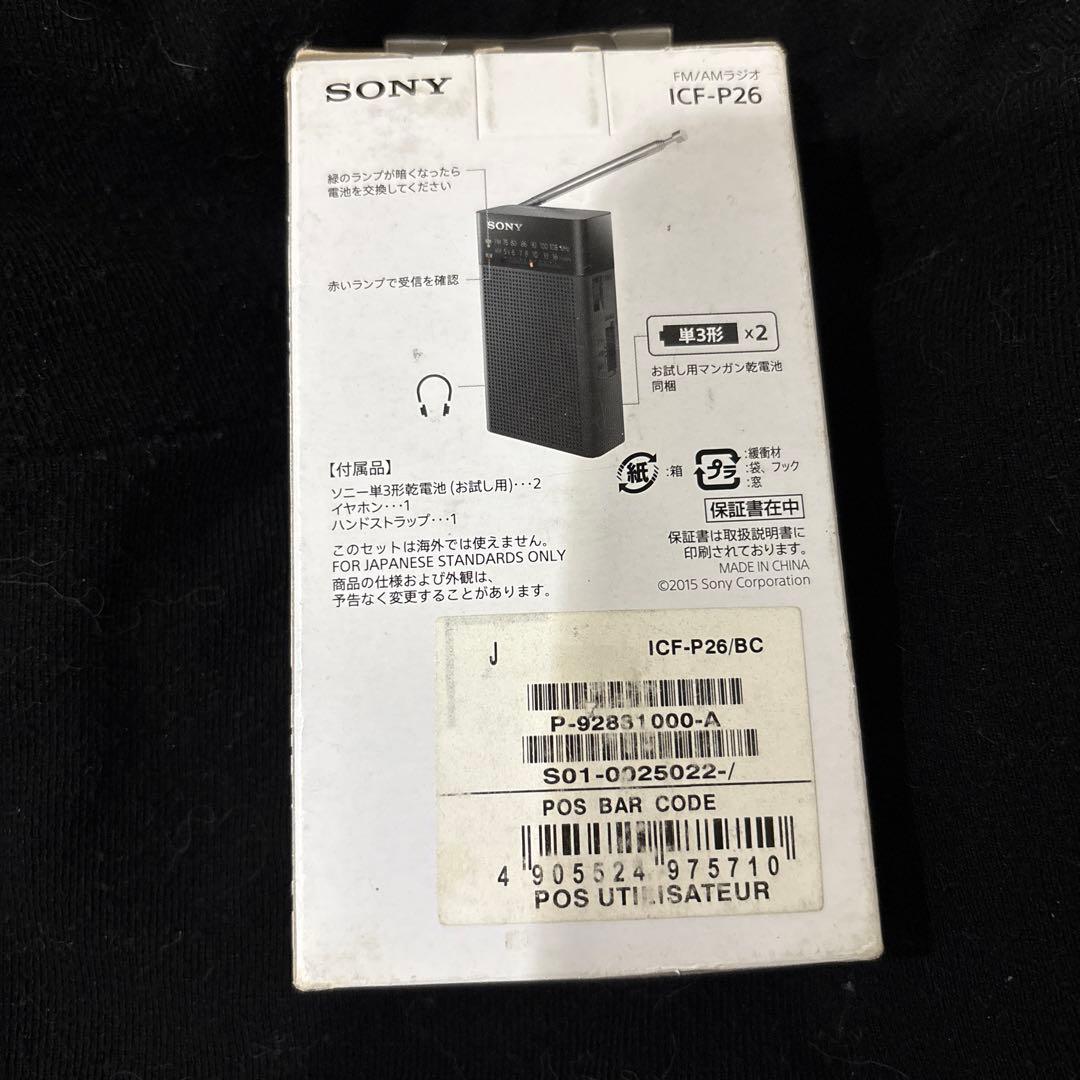 SONY
FM/AMラジオ
ICF-P26
緑のランプが暗くなったら
電池を交換してください
SONY
赤いランプで受信を確認
単3形 x2
お試し用マンガン乾電池
同梱
【付属品】
ソニー単3形乾電池 (お試し用)・・・2
イヤホン・・・1
ハンドストラップ・・・1
このセットは海外では使えません。
FOR JAPANESE STANDARDS ONLY
商品の仕様および外観は、
予告なく変更することがあります。
紙 :箱
プラ :緩衝材
:袋、フック
:窓
保証書在中
保証書は取扱説明書に
印刷されております。
MADE IN CHINA
©2015 Sony Corporation
J ICF-P26/BC
P-92831000-A
S01-0025022-/
POS BAR CODE
4 905524 975710
POS UTILISATEUR